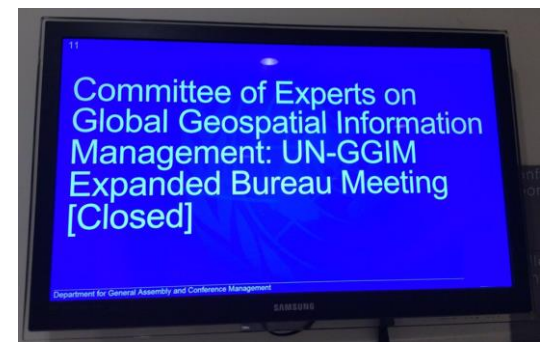 11
Committee of Experts on
Global Geospatial Information
Management: UN-GGIM
Expanded Bureau Meeting
[Closed]
Department for General Assembly and Conference Management
SAMSUNG